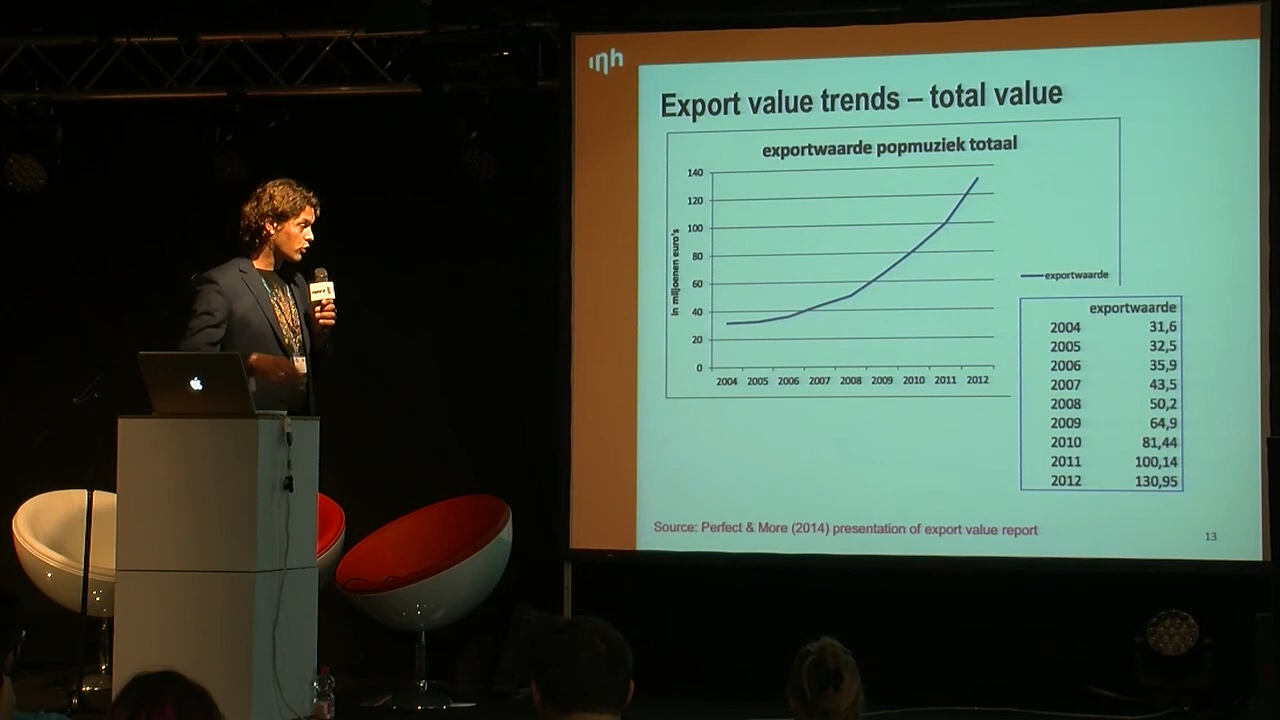 ınh
Export value trends – total value
exportwaarde popmuziek totaal
140
120
100
80
60
40
20
0
In miljoenen euro's
2004 2005 2006 2007 2008 2009 2010 2011 2012
exportwaarde
exportwaarde
2004 31,6
2005 32,5
2006 35,9
2007 43,5
2008 50,2
2009 64,9
2010 81,44
2011 100,14
2012 130,95
Source: Perfect & More (2014) presentation of export value report
13